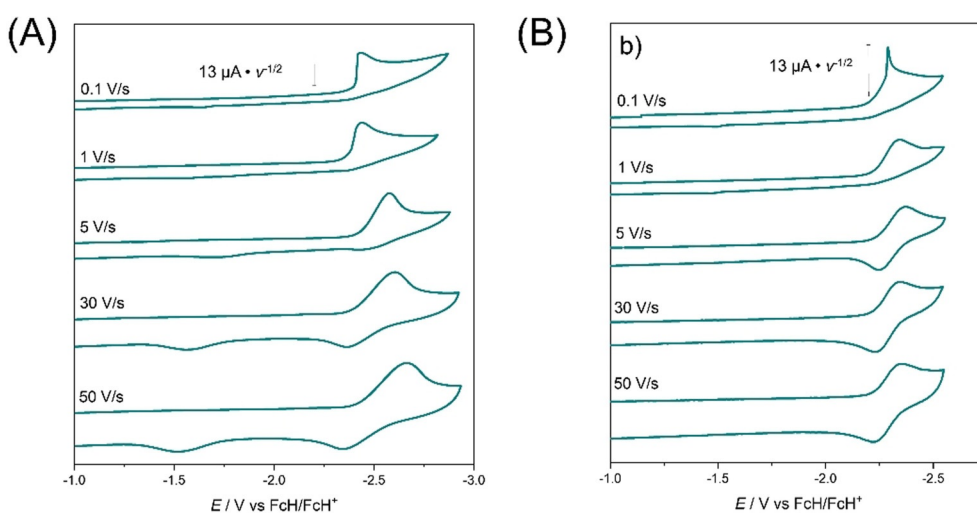 (A)
13 μA • v-1/2
0.1 V/s
1 V/s
5 V/s
30 V/s
50 V/s
-1.0 -1.5 -2.0 -2.5 -3.0
E / V vs FcH/FcH+
(B)
b)
13 μA • v-1/2
0.1 V/s
1 V/s
5 V/s
30 V/s
50 V/s
-1.0 -1.5 -2.0 -2.5
E / V vs FcH/FcH+